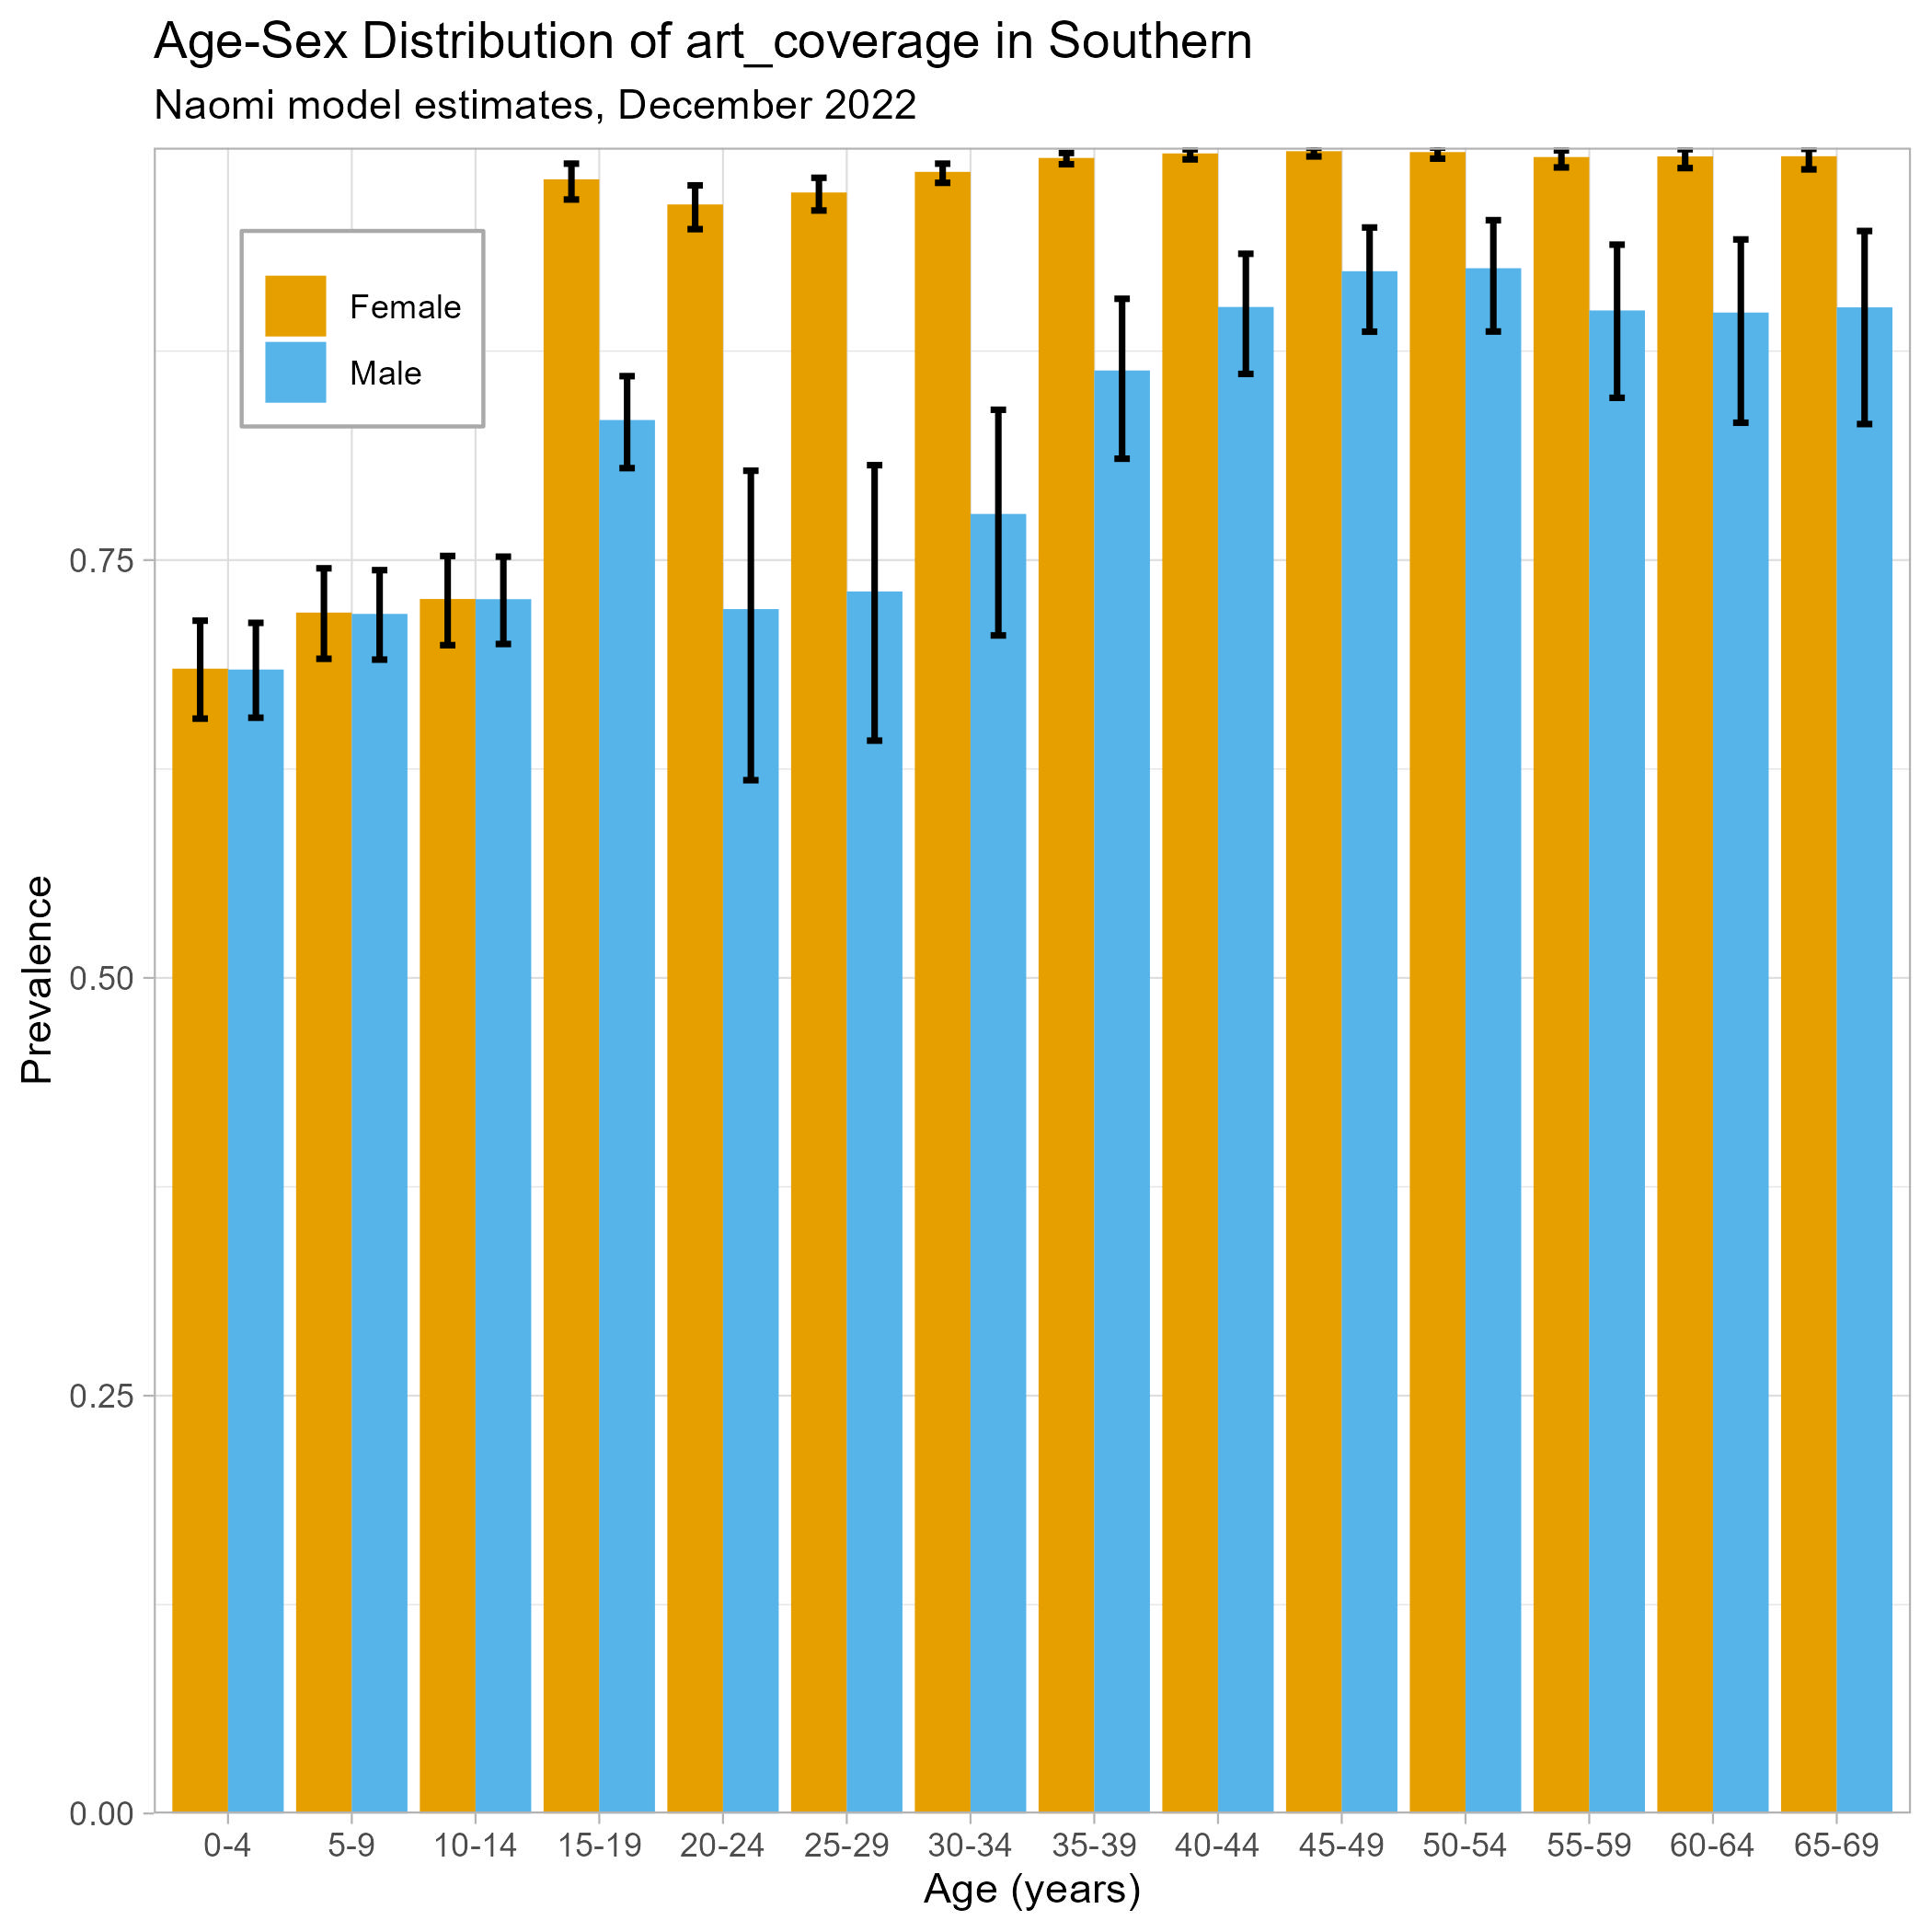 Age-Sex Distribution of art_coverage in Southern
Naomi model estimates, December 2022
Female
Male
0.75
0.50
0.25
0.00
Prevalence
0-4 5-9 10-14 15-19 20-24 25-29 30-34 35-39 40-44 45-49 50-54 55-59 60-64 65-69
Age (years)